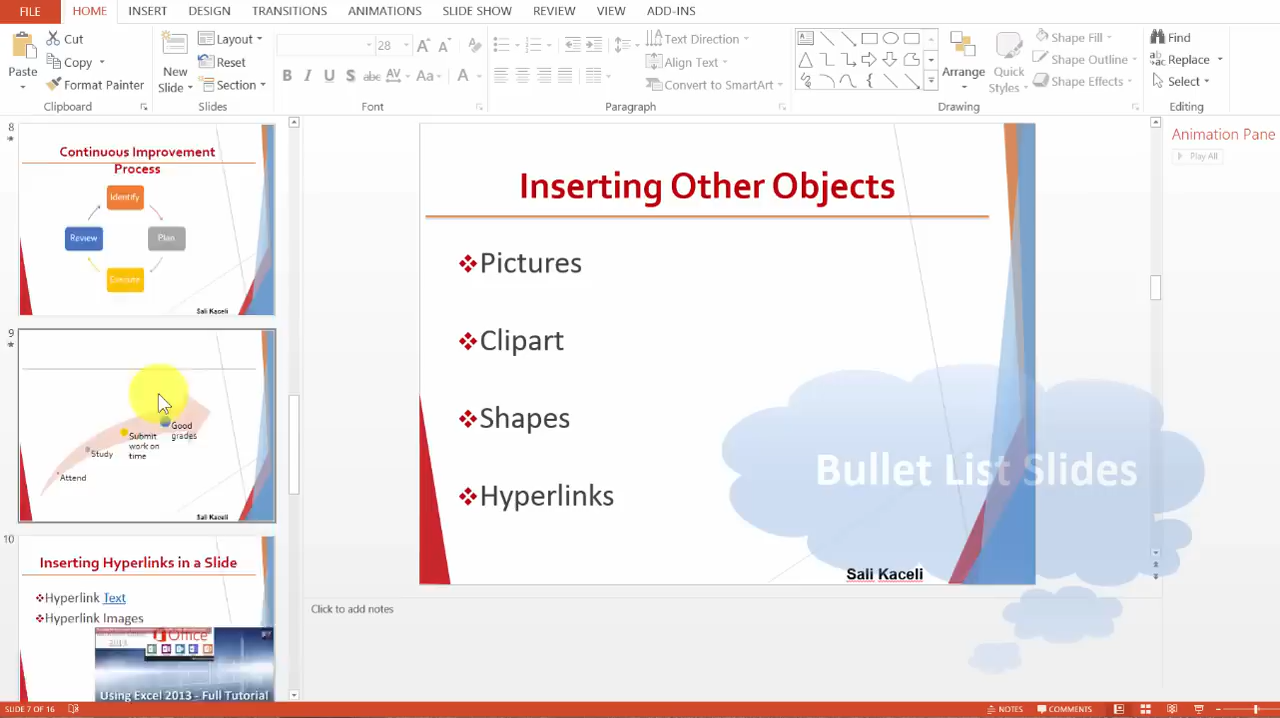 FILE HOME INSERT DESIGN TRANSITIONS ANIMATIONS SLIDE SHOW REVIEW VIEW ADD-INS
Paste
Cut
Copy
Format Painter
Clipboard
New Slide
Layout
Reset
Section
Slides
28
B I U S abc AV Aa A
Font
Text Direction
Align Text
Convert to SmartArt
Paragraph
Arrange
Quick Styles
Shape Fill
Shape Outline
Shape Effects
Drawing
Find
Replace
Select
Editing
8
Continuous Improvement
Process
Identify
Review
Plan
Execute
Sali Kaceli
9
Good
grades
Submit
work on
time
Study
Attend
Sali Kaceli
10
Inserting Hyperlinks in a Slide
Hyperlink Text
Hyperlink Images
Office
Using Excel 2013 - Full Tutorial
Inserting Other Objects
Pictures
Clipart
Shapes
Hyperlinks
Bullet List Slides
Sali Kaceli
Click to add notes
Animation Pane
Play All
SLIDE 7 OF 16
NOTES
COMMENTS